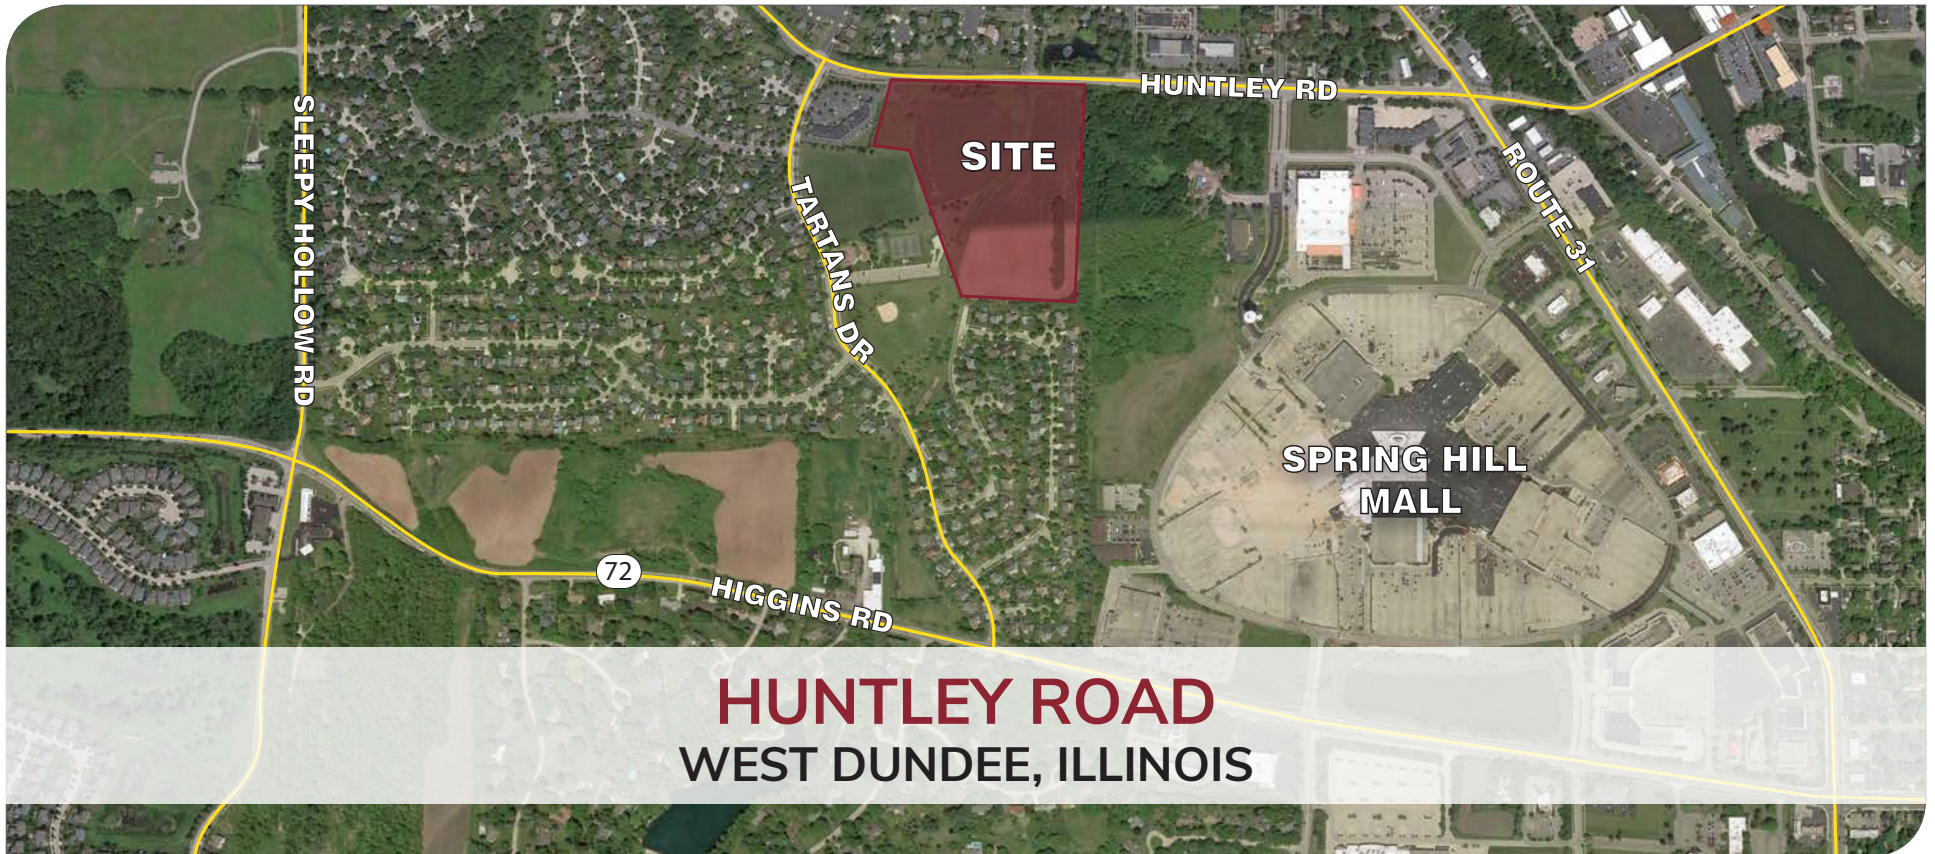 HUNTLEY RD
SITE
SLEEPY HOLLOW RD
TARTANS DR
ROUTE 31
SPRING HILL
MALL
72
HIGGINS RD
HUNTLEY ROAD
WEST DUNDEE, ILLINOIS